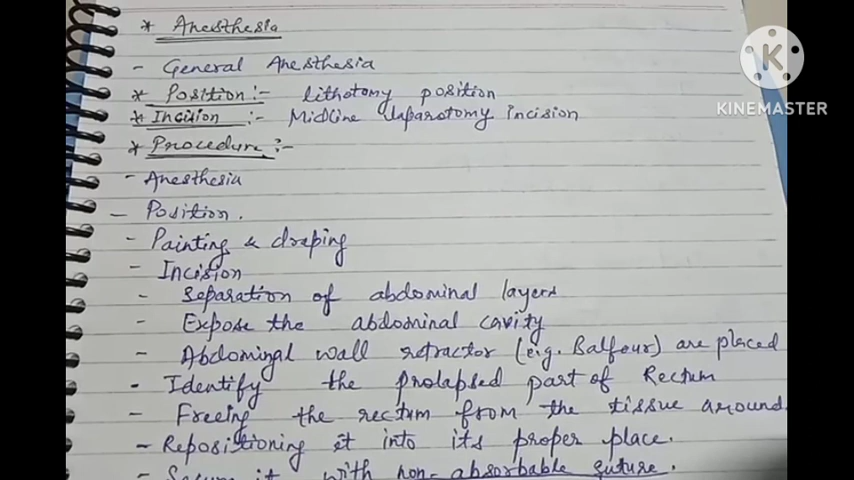 * Anesthesia
- General Anesthesia
* Position :- lithotomy position
* Incision :- Midline laparotomy incision
* Procedure :-
- Anesthesia
- Position.
- Painting & draping
- Incision
- Separation of abdominal layers
- Expose the abdominal cavity
- Abdominal wall retractor (e.g. Balfour) are placed
- Identify the prolapsed part of Rectum
- Freeing the rectum from the tissue around
- Repositioning it into its proper place.
- Secure it with non-absorbable suture.
K
KINEMASTER